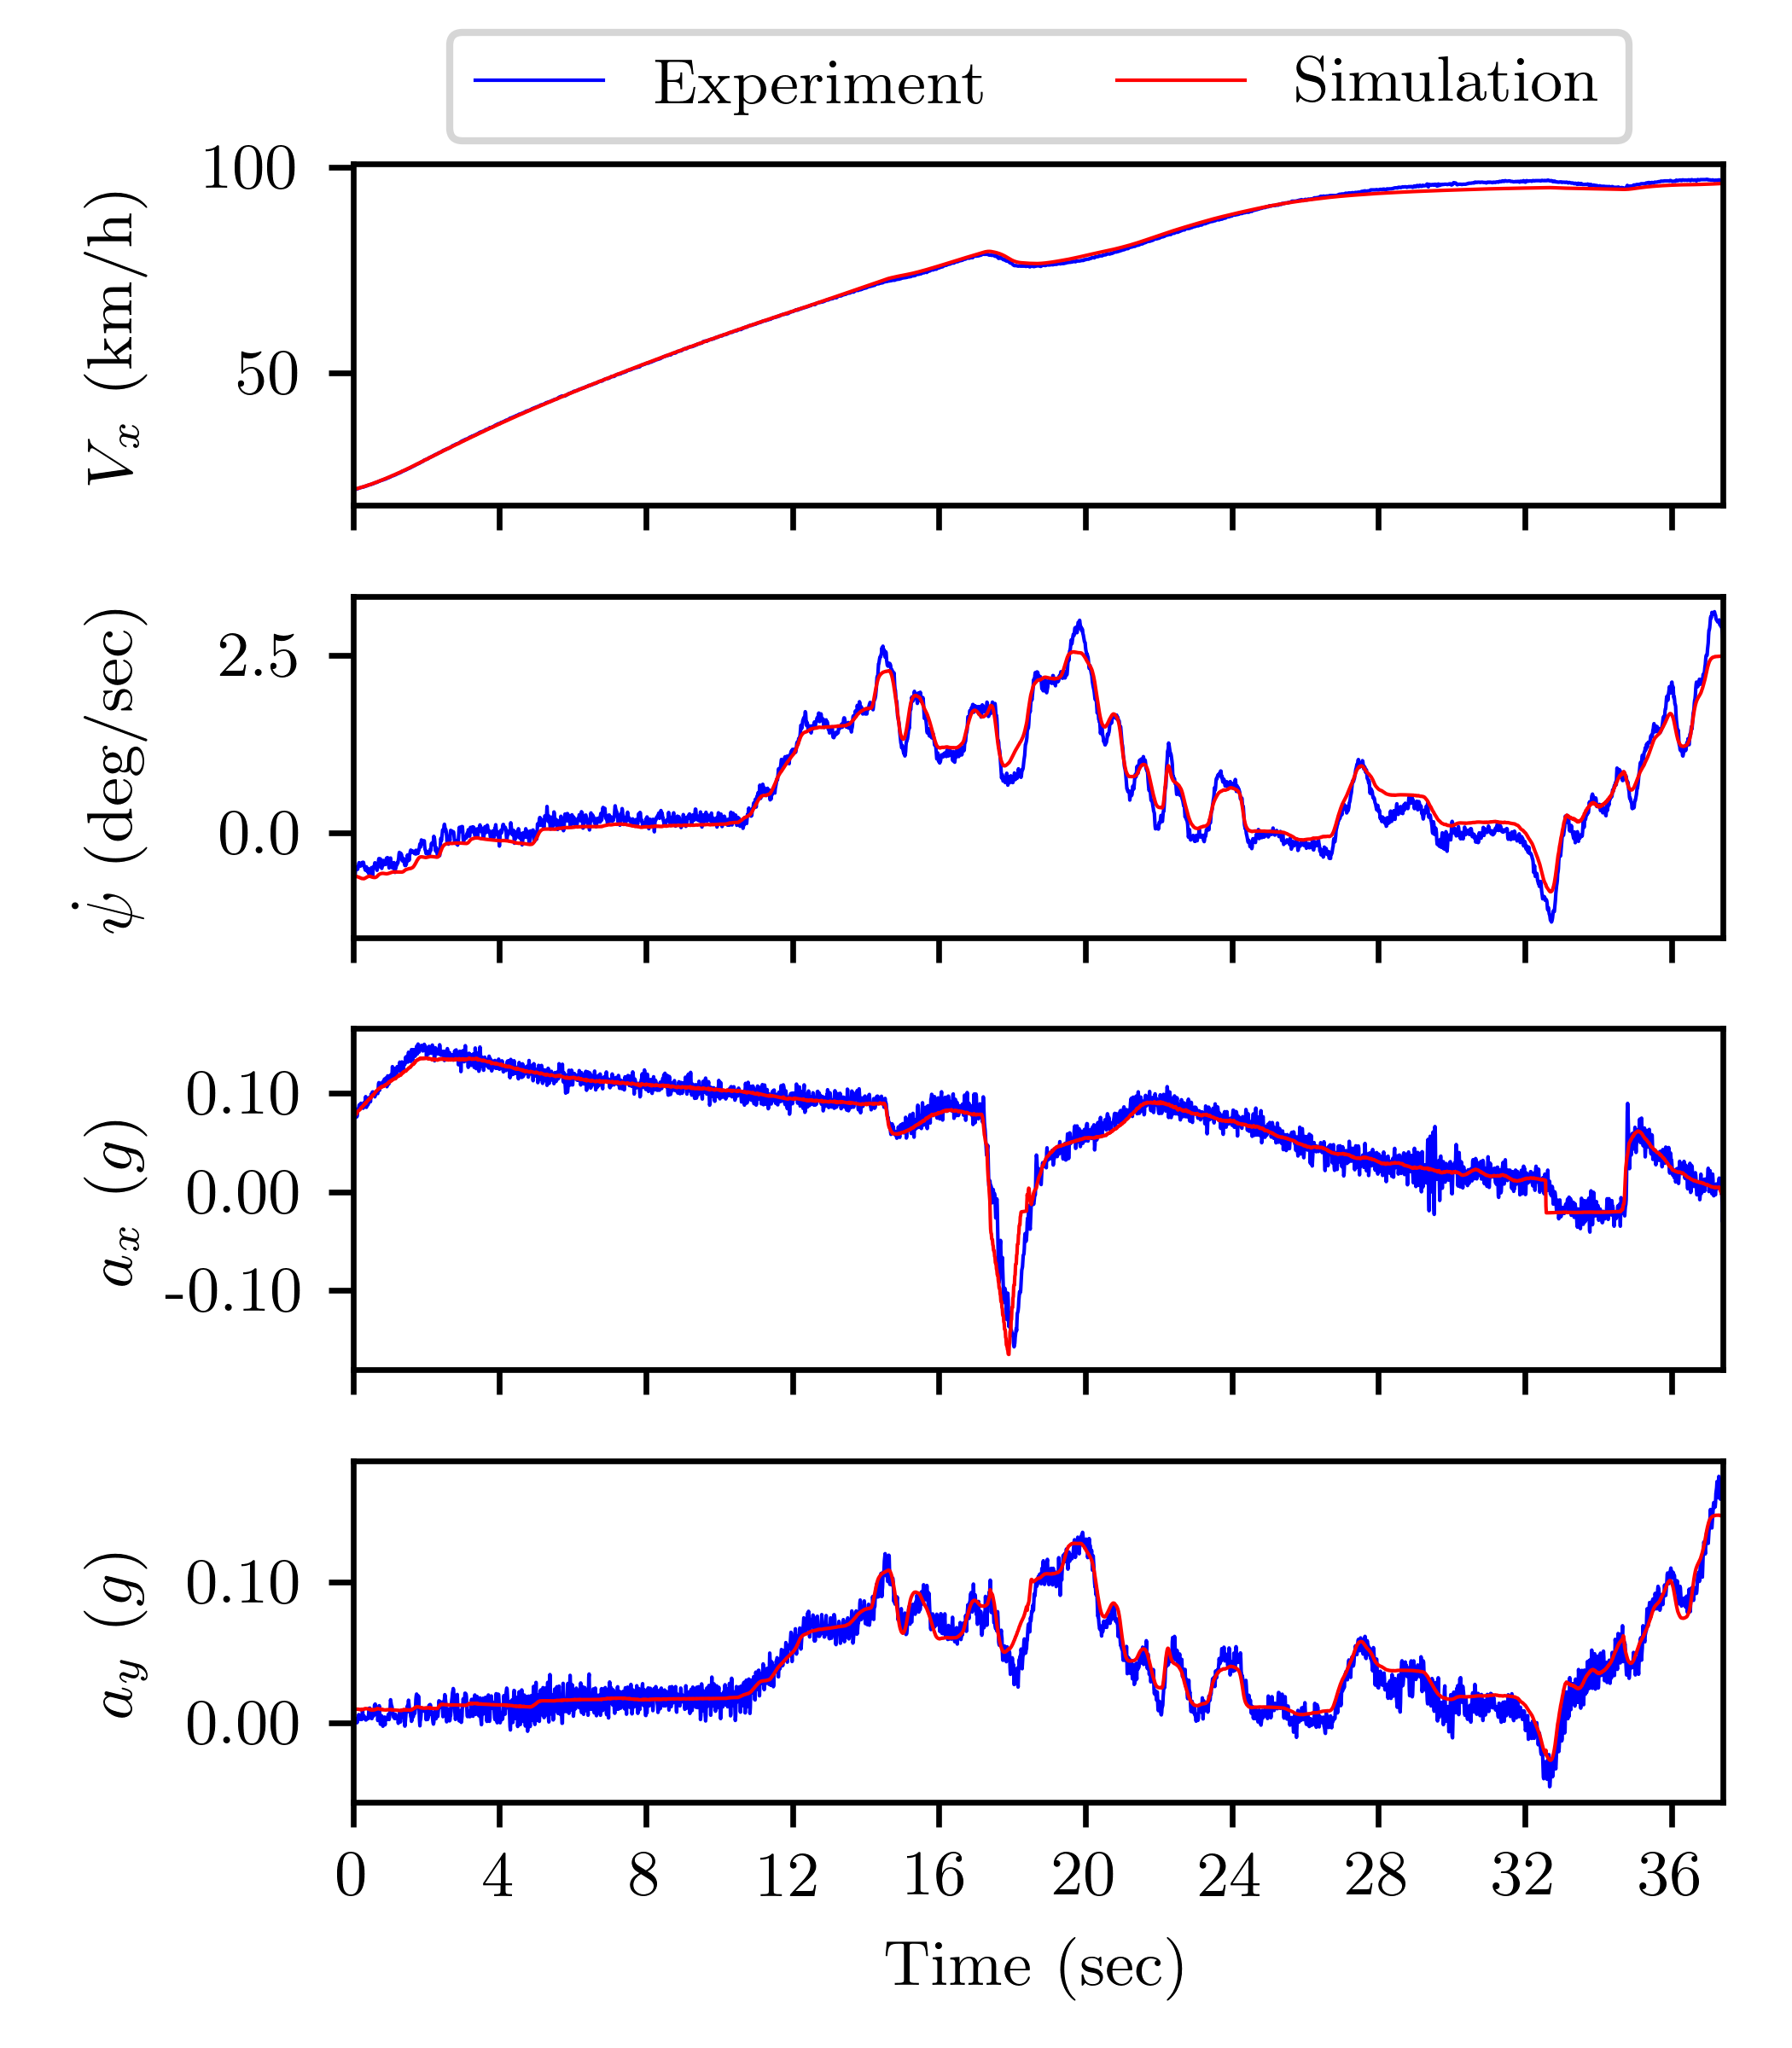 Experiment Simulation
100
50
V_x (km/h)
2.5
0.0
ψ̇ (deg/sec)
0.10
0.00
-0.10
a_x (g)
0.10
0.00
a_y (g)
0 4 8 12 16 20 24 28 32 36
Time (sec)